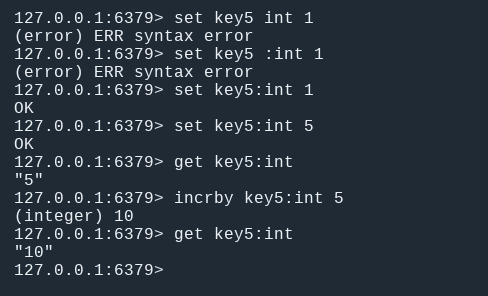 127.0.0.1:6379> set key5 int 1
(error) ERR syntax error
127.0.0.1:6379> set key5 :int 1
(error) ERR syntax error
127.0.0.1:6379> set key5:int 1
OK
127.0.0.1:6379> set key5:int 5
OK
127.0.0.1:6379> get key5:int
"5"
127.0.0.1:6379> incrby key5:int 5
(integer) 10
127.0.0.1:6379> get key5:int
"10"
127.0.0.1:6379>